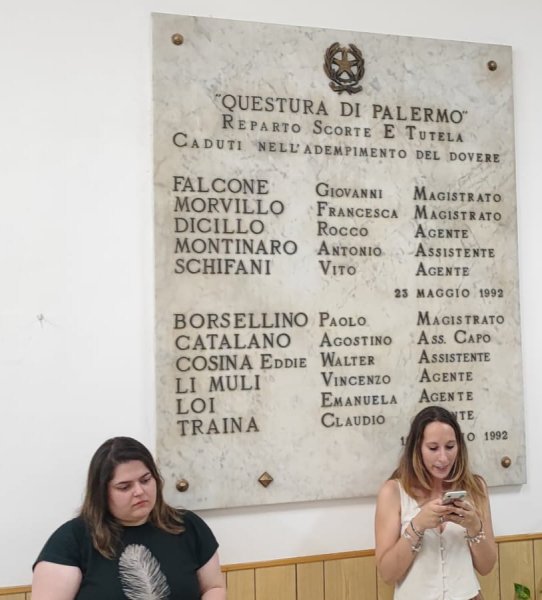 "QUESTURA DI PALERMO"
REPARTO SCORTE E TUTELA
CADUTI NELL'ADEMPIMENTO DEL DOVERE
FALCONE GIOVANNI MAGISTRATO
MORVILLO FRANCESCA MAGISTRATO
DICILLO ROCCO AGENTE
MONTINARO ANTONIO ASSISTENTE
SCHIFANI VITO AGENTE
23 MAGGIO 1992
BORSELLINO PAOLO MAGISTRATO
CATALANO AGOSTINO ASS. CAPO
COSINA EDDIE WALTER ASSISTENTE
LI MULI VINCENZO AGENTE
LOI EMANUELA AGENTE
TRAINA CLAUDIO
1992